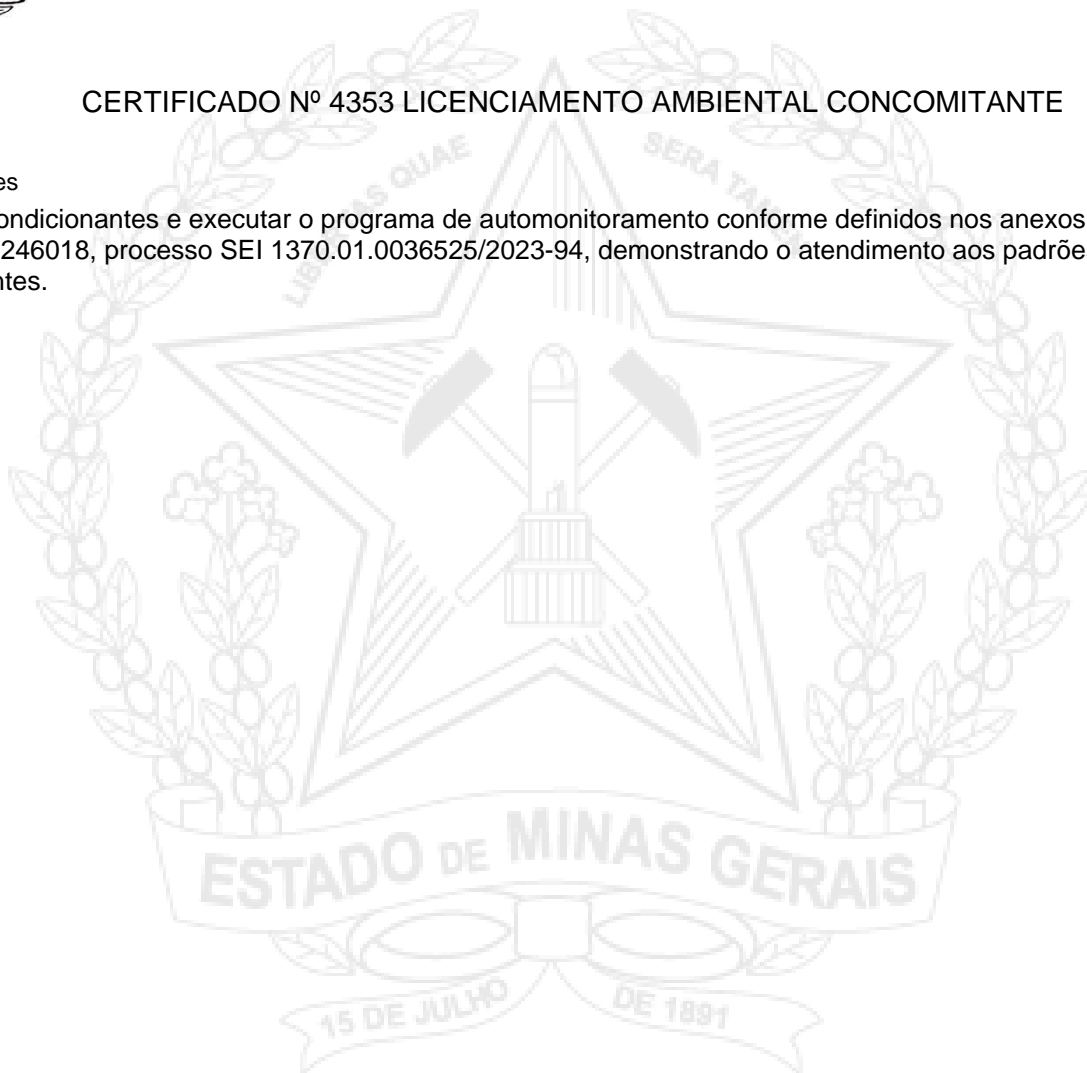 CERTIFICADO Nº 4353 LICENCIAMENTO AMBIENTAL CONCOMITANTE
es
ondicionantes e executar o programa de automonitoramento conforme definidos nos anexos
246018, processo SEI 1370.01.0036525/2023-94, demonstrando o atendimento aos padrõe
ntes.
LIBERTAS QUAE SERA TAMEN
ESTADO DE MINAS GERAIS
15 DE JULHO DE 1891